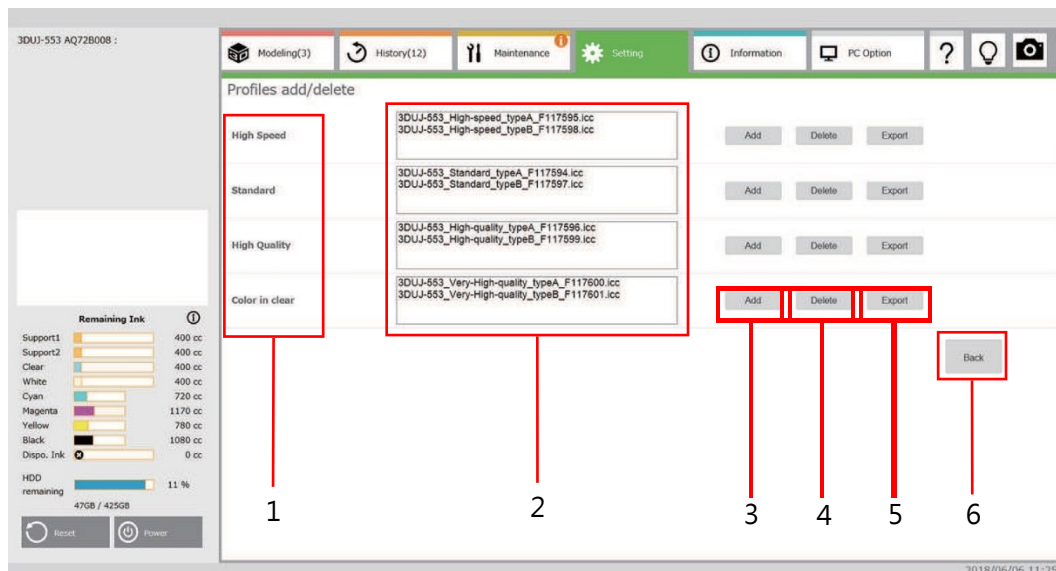 3DUJ-553 AQ72B008 :
Modeling(3)
History(12)
Maintenance
Setting
Information
PC Option
?
Profiles add/delete
High Speed
3DUJ-553_High-speed_typeA_F117595.icc
3DUJ-553_High-speed_typeB_F117598.icc
Add Delete Export
Standard
3DUJ-553_Standard_typeA_F117594.icc
3DUJ-553_Standard_typeB_F117597.icc
Add Delete Export
High Quality
3DUJ-553_High-quality_typeA_F117596.icc
3DUJ-553_High-quality_typeB_F117599.icc
Add Delete Export
Color in clear
3DUJ-553_Very-High-quality_typeA_F117600.icc
3DUJ-553_Very-High-quality_typeB_F117601.icc
Add Delete Export
Back
Remaining Ink
Support1 400 cc
Support2 400 cc
Clear 400 cc
White 400 cc
Cyan 720 cc
Magenta 1170 cc
Yellow 780 cc
Black 1080 cc
Dispo. Ink 0 cc
HDD
remaining 11 %
47GB / 425GB
Reset Power
1 2 3 4 5 6
2018/06/06 11:25